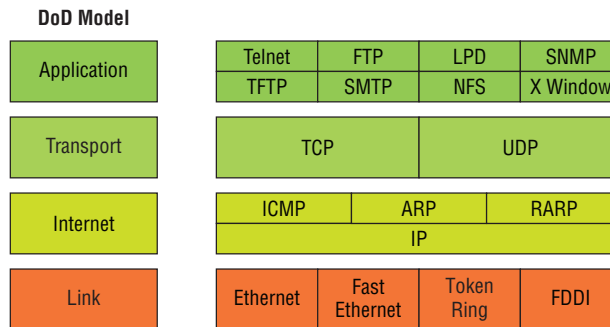 DoD Model
Application
Telnet FTP LPD SNMP
TFTP SMTP NFS X Window
Transport
TCP UDP
Internet
ICMP ARP RARP
IP
Link
Ethernet Fast Ethernet Token Ring FDDI